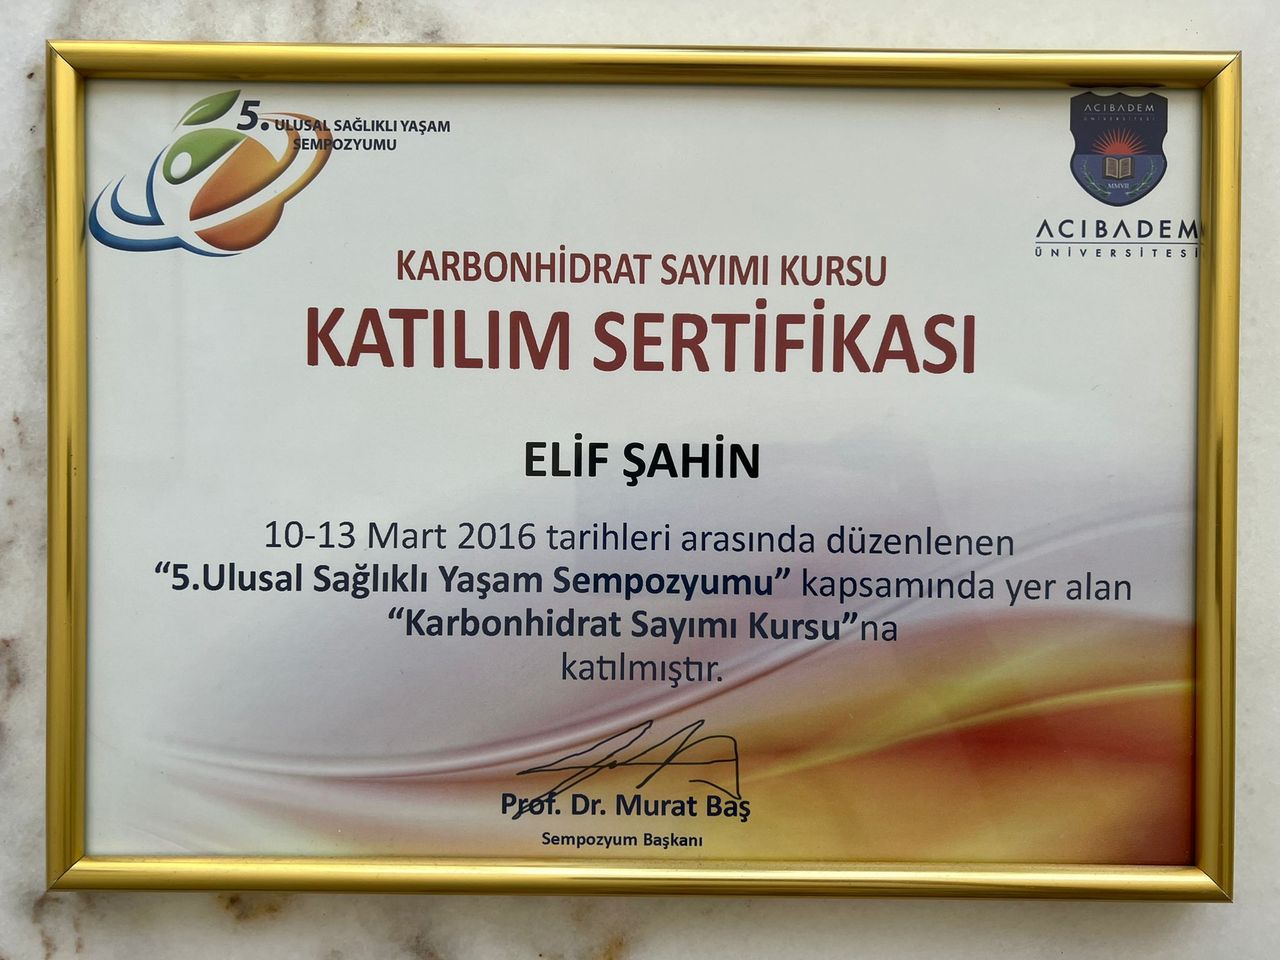 5. ULUSAL SAĞLIKLI YAŞAM
SEMPOZYUMU
ACIBADEM
ÜNİVERSİTESİ
MMVII
ACIBADEM
ÜNİVERSİTESİ
KARBONHİDRAT SAYIMI KURSU
KATILIM SERTİFİKASI
ELİF ŞAHİN
10-13 Mart 2016 tarihleri arasında düzenlenen
“5.Ulusal Sağlıklı Yaşam Sempozyumu” kapsamında yer alan
“Karbonhidrat Sayımı Kursu”na
katılmıştır.
Prof. Dr. Murat Baş
Sempozyum Başkanı